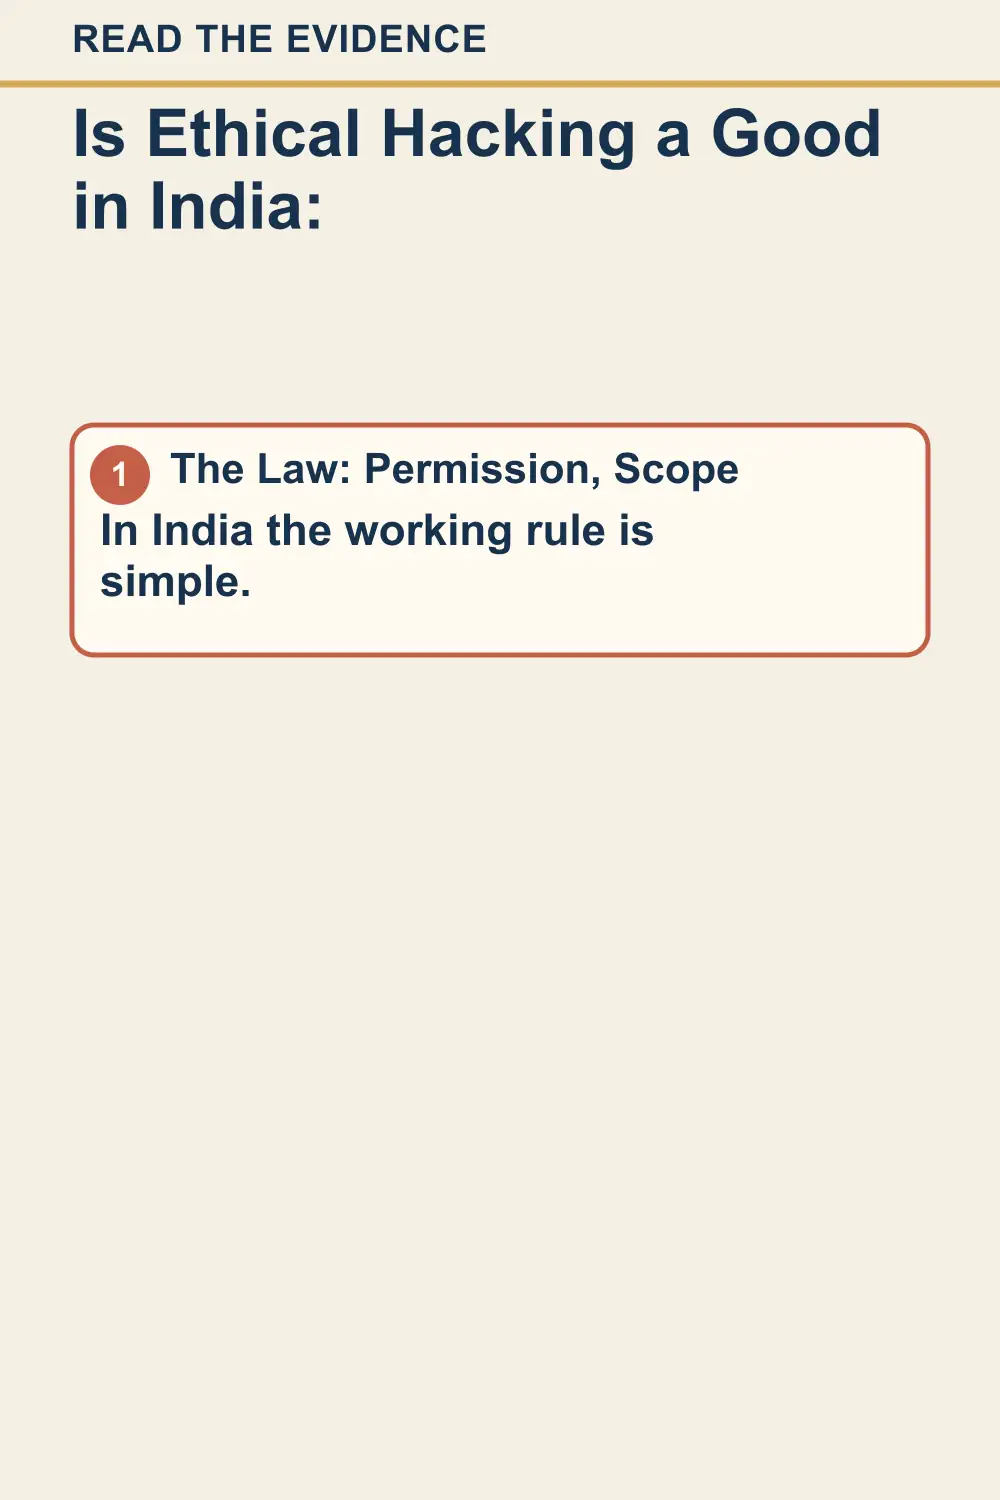 READ THE EVIDENCE
Is Ethical Hacking a Good
in India:
1 The Law: Permission, Scope
In India the working rule is
simple.